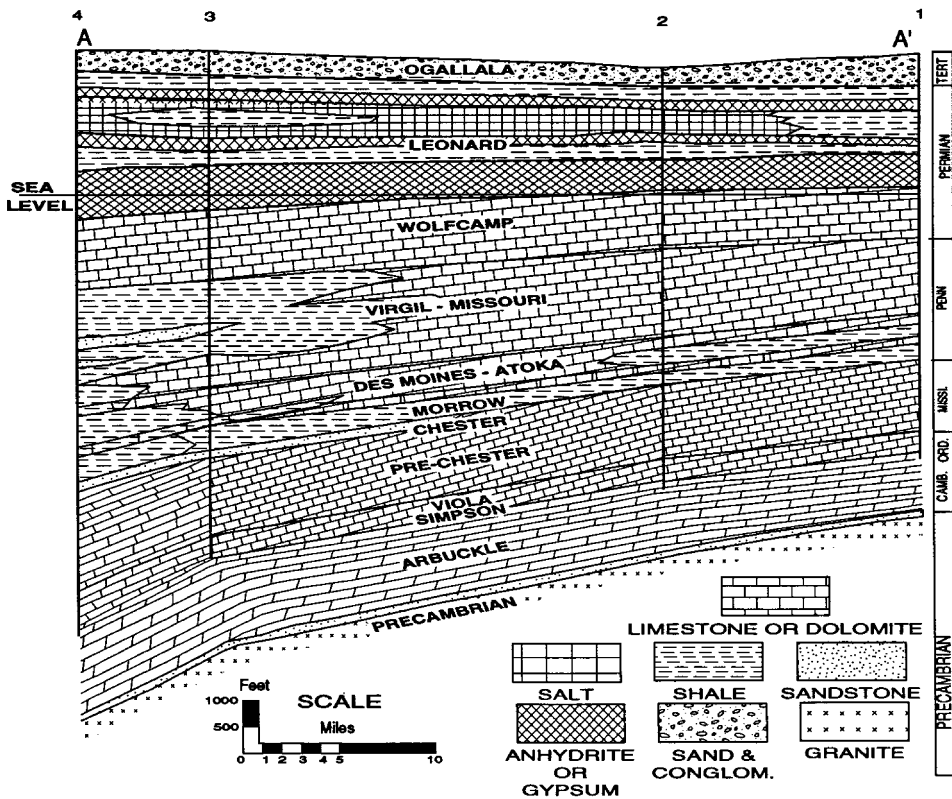 4 3 2 1
A A'
OGALLALA
LEONARD
SEA
LEVEL
WOLFCAMP
VIRGIL - MISSOURI
DES MOINES - ATOKA
MORROW
CHESTER
PRE-CHESTER
VIOLA
SIMPSON
ARBUCKLE
PRECAMBRIAN
TERT
PERMIAN
PENN
MISSI.
ORD.
CAMB.
PRECAMBRIAN
LIMESTONE OR DOLOMITE
SALT SHALE SANDSTONE
ANHYDRITE
OR
GYPSUM
SAND &
CONGLOM.
GRANITE
Feet
1000
500
SCALE
Miles
0 1 2 3 4 5 10